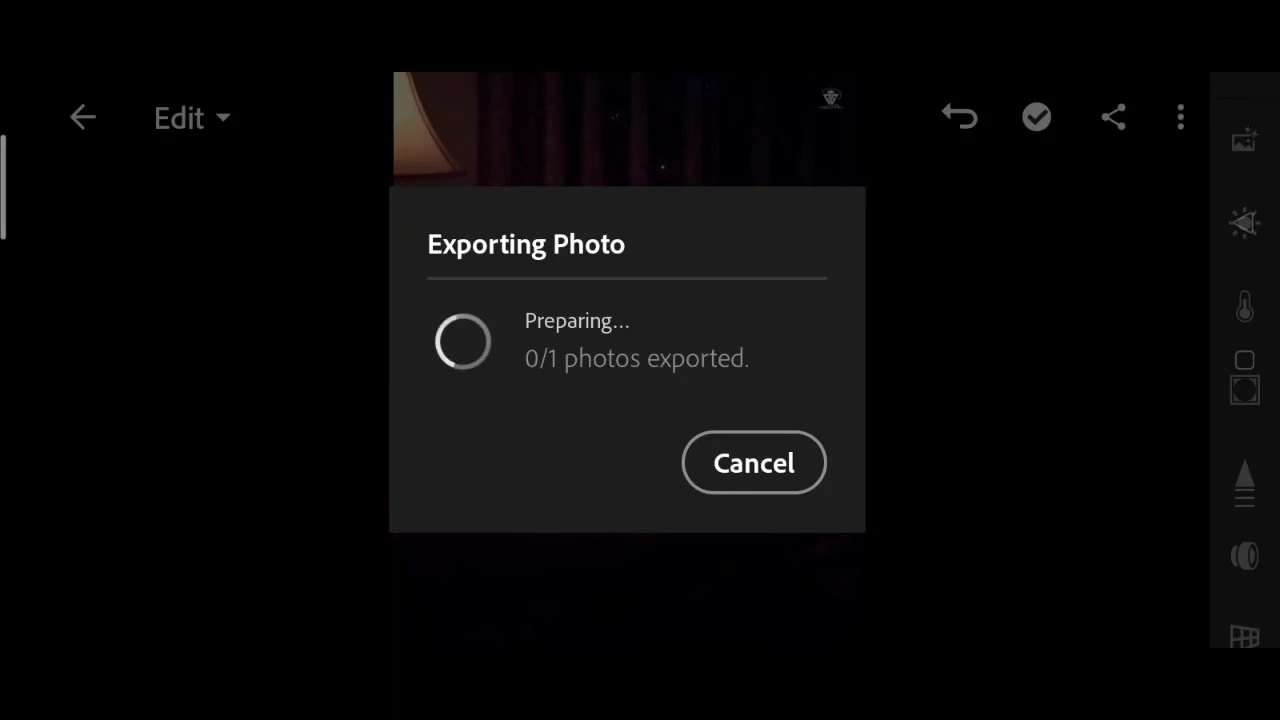 Edit
Exporting Photo
Preparing...
0/1 photos exported.
Cancel